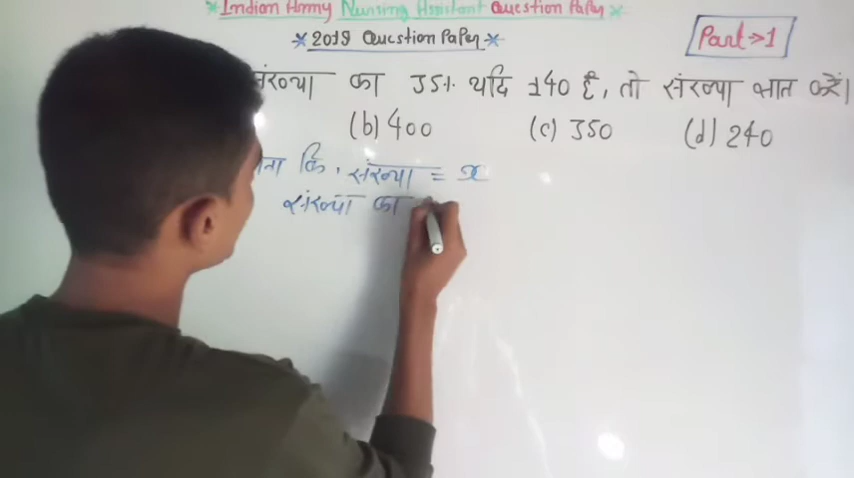 *Indian Army Nursing Assistant Question Paper*
*2019 Question Paper*
Part→1
संख्या का 35% यदि 140 है, तो संख्या ज्ञात करें।
(b) 400 (c) 350 (d) 240
कि, संख्या = x
संख्या का